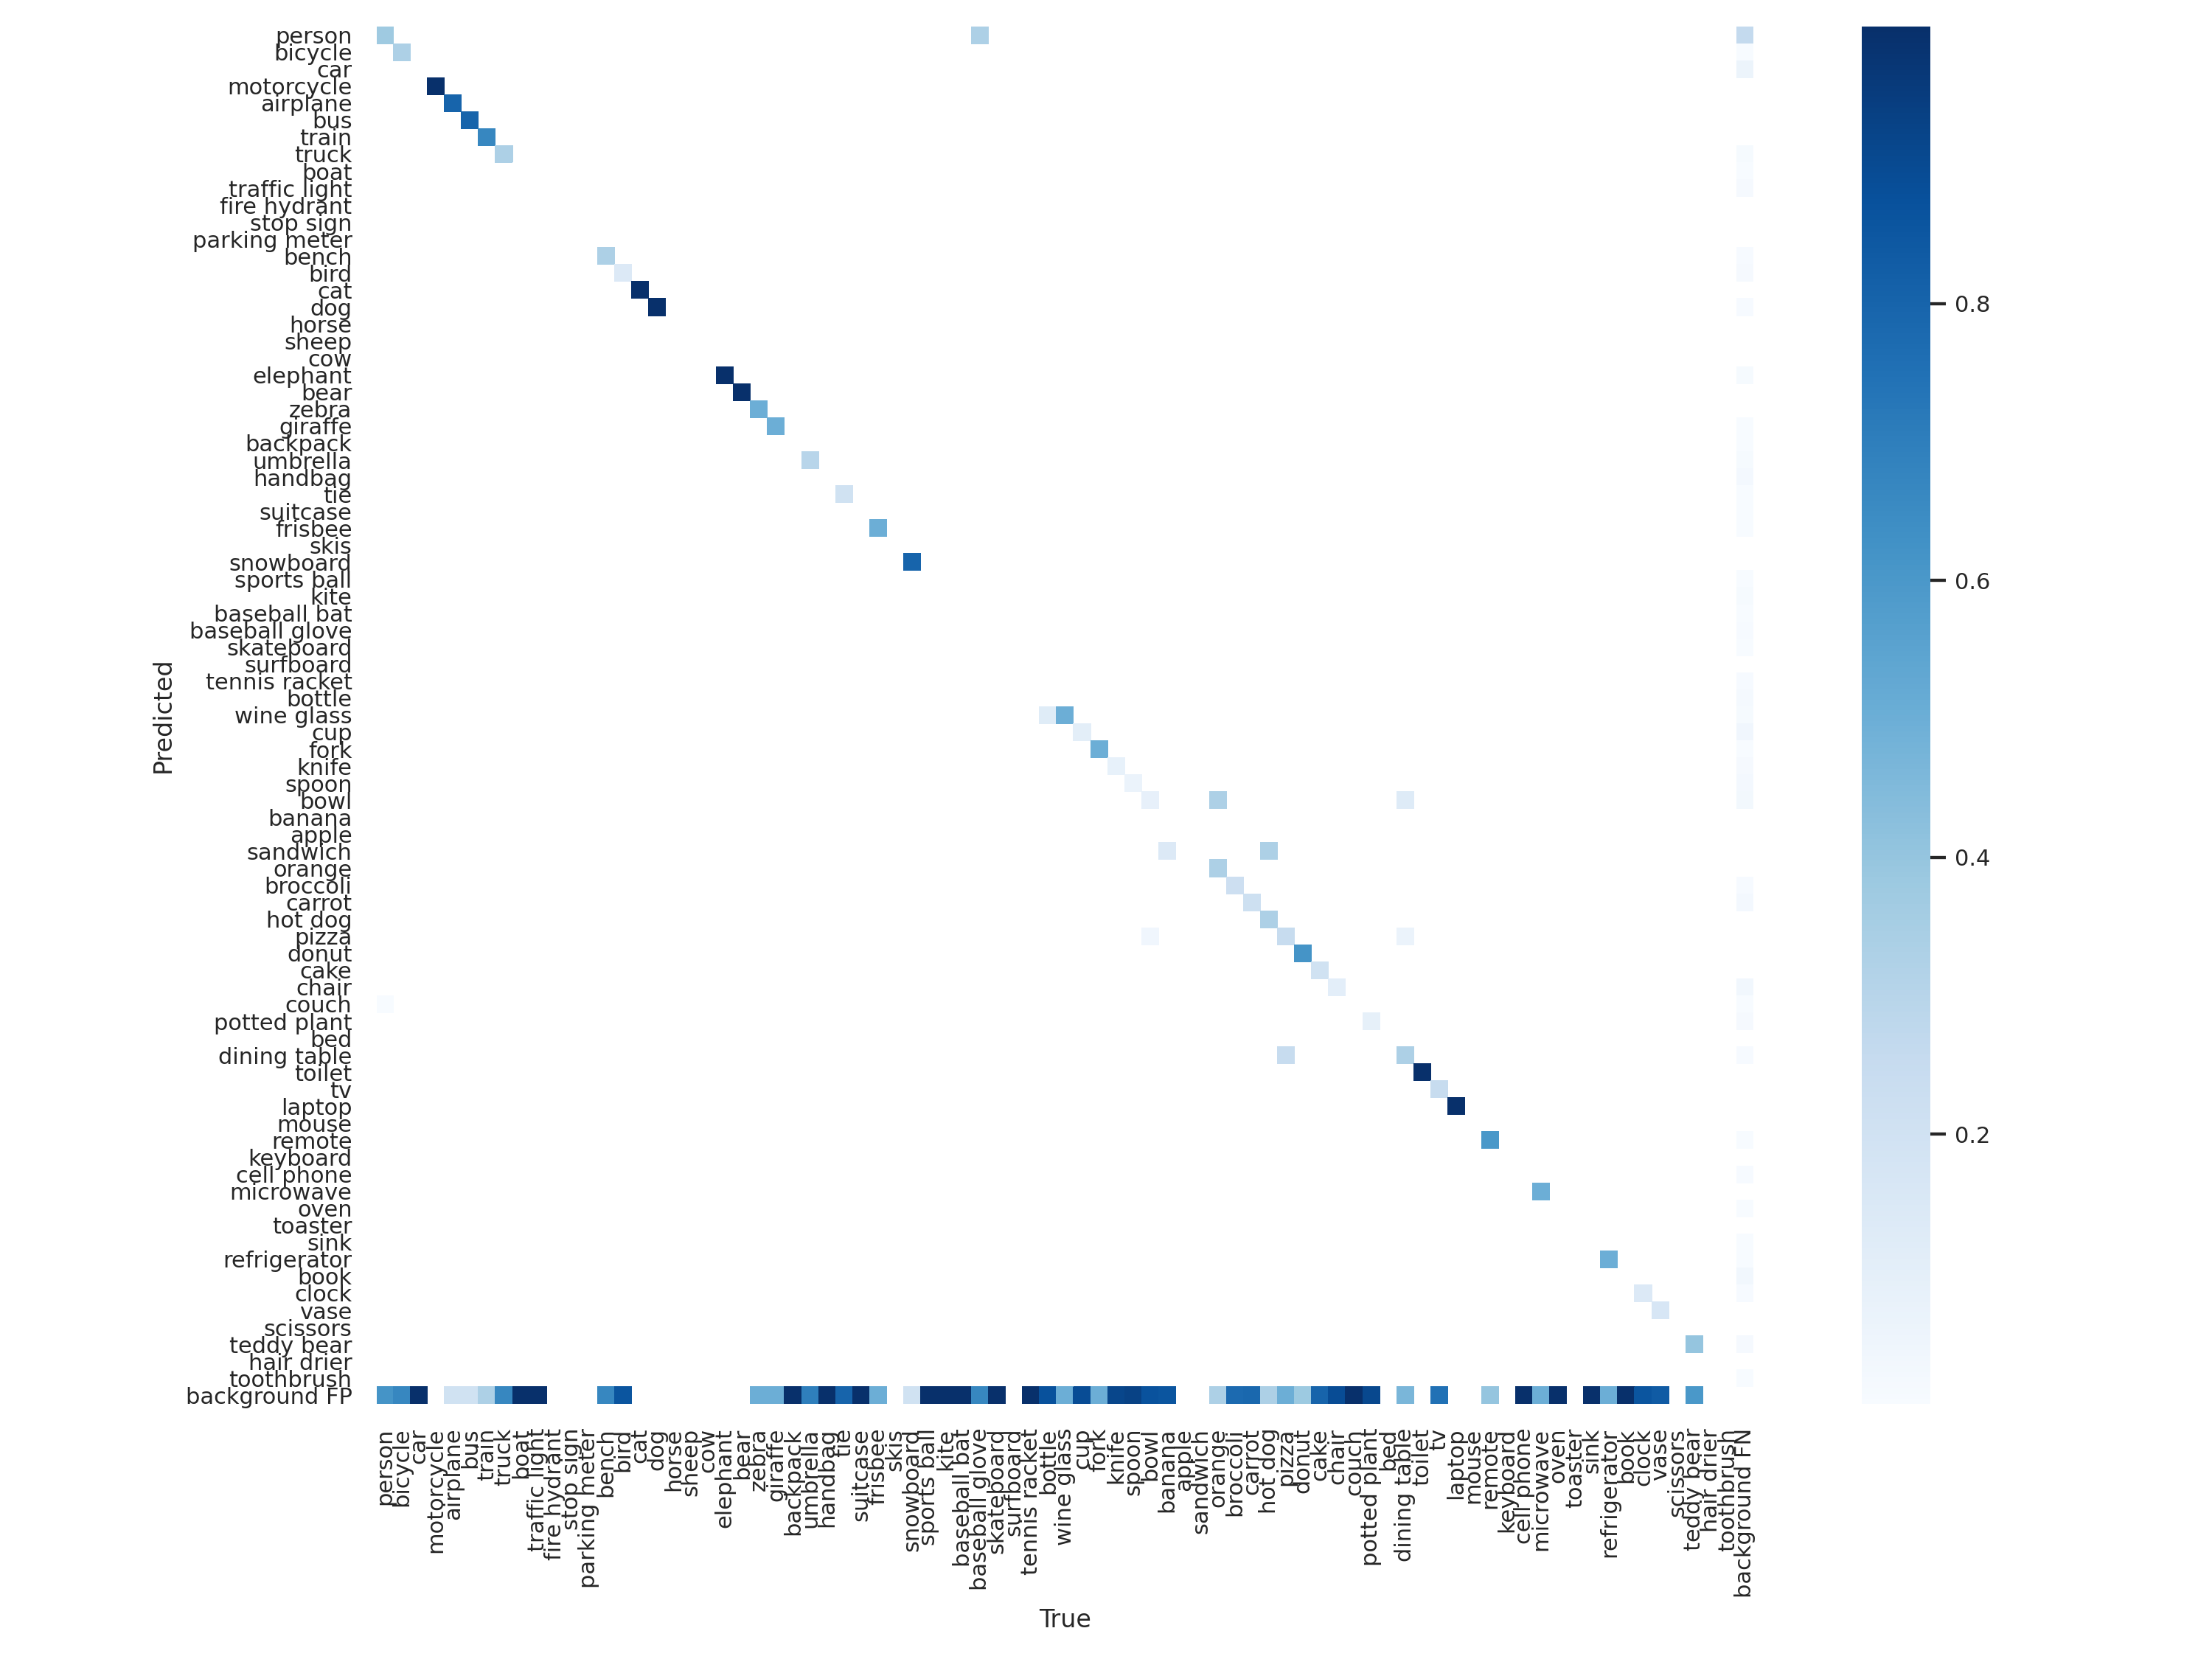 person
bicycle
car
motorcycle
airplane
bus
train
truck
boat
traffic light
fire hydrant
stop sign
parking meter
bench
bird
cat
dog
horse
sheep
cow
elephant
bear
zebra
giraffe
backpack
umbrella
handbag
tie
suitcase
frisbee
skis
snowboard
sports ball
kite
baseball bat
baseball glove
skateboard
surfboard
tennis racket
bottle
wine glass
cup
fork
knife
spoon
bowl
banana
apple
sandwich
orange
broccoli
carrot
hot dog
pizza
donut
cake
chair
couch
potted plant
bed
dining table
toilet
tv
laptop
mouse
remote
keyboard
cell phone
microwave
oven
toaster
sink
refrigerator
book
clock
vase
scissors
teddy bear
hair drier
toothbrush
background FP
Predicted
person
bicycle
car
motorcycle
airplane
bus
train
truck
boat
traffic light
fire hydrant
stop sign
parking meter
bench
bird
cat
dog
horse
sheep
cow
elephant
bear
zebra
giraffe
backpack
umbrella
handbag
tie
suitcase
frisbee
skis
snowboard
sports ball
kite
baseball bat
baseball glove
skateboard
surfboard
tennis racket
bottle
wine glass
cup
fork
knife
spoon
bowl
banana
apple
sandwich
orange
broccoli
carrot
hot dog
pizza
donut
cake
chair
couch
potted plant
bed
dining table
toilet
tv
laptop
mouse
remote
keyboard
cell phone
microwave
oven
toaster
sink
refrigerator
book
clock
vase
scissors
teddy bear
hair drier
toothbrush
background FN
True
0.8
0.6
0.4
0.2